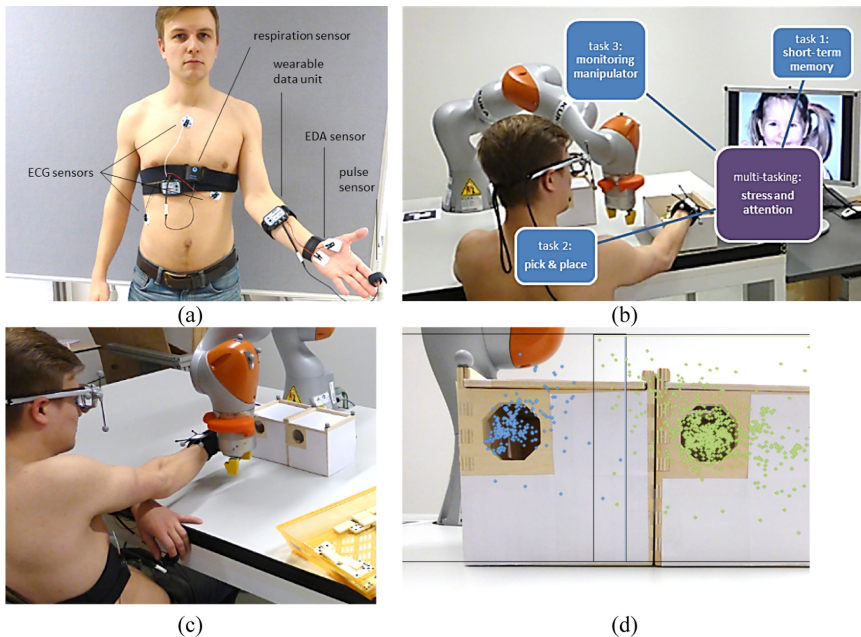 respiration sensor
wearable
data unit
EDA sensor
pulse
sensor
ECG sensors
(a)
task 3:
monitoring
manipulator
task 1:
short-term
memory
multi-tasking:
stress and
attention
task 2:
pick & place
(b)
(c)
(d)